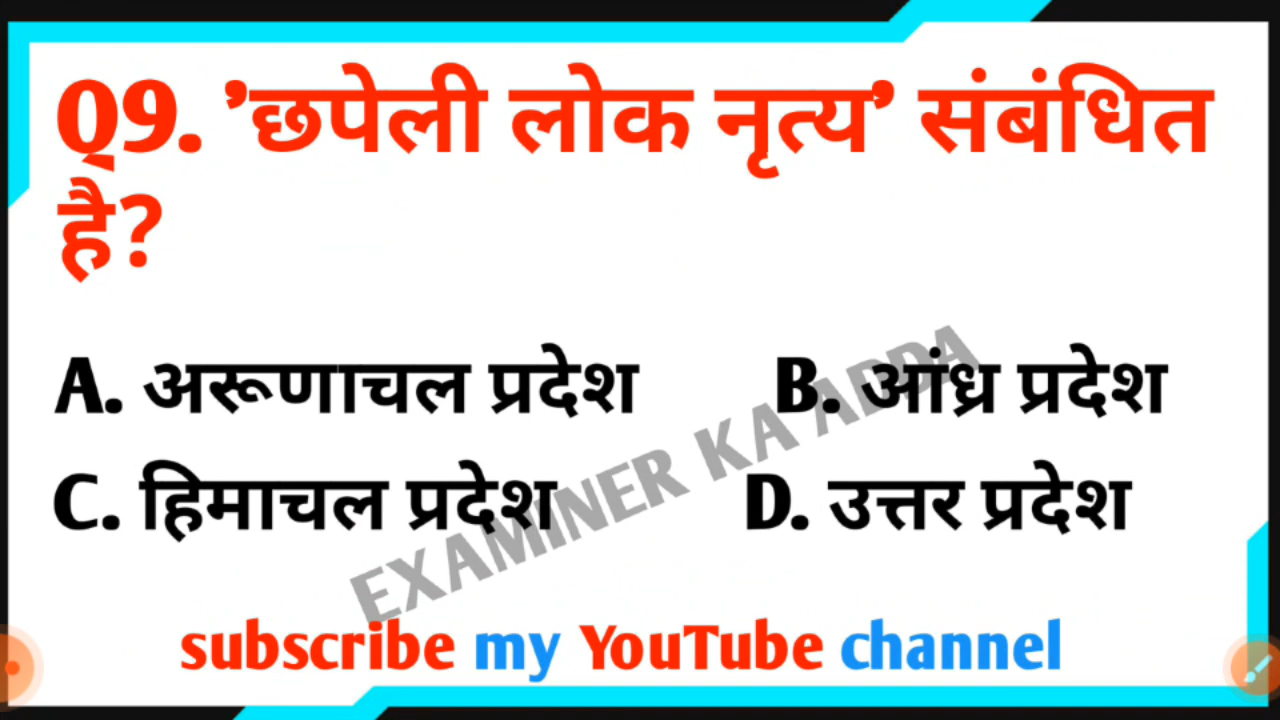 Q9. ’छपेली लोक नृत्य’ संबंधित
है?
A. अरूणाचल प्रदेश B. आंध्र प्रदेश
C. हिमाचल प्रदेश D. उत्तर प्रदेश
EXAMINER KA ADDA
subscribe my YouTube channel